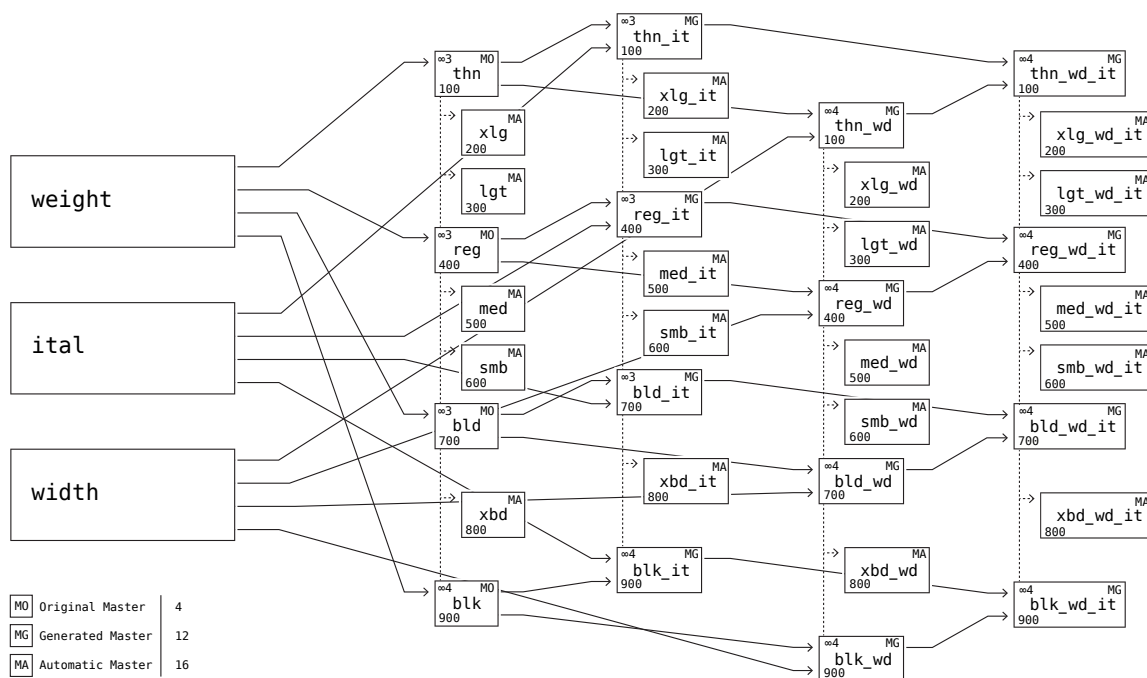 weight
ital
width
∞3 MO
thn
100
MA
xlg
200
MA
lgt
300
∞3 MO
reg
400
MA
med
500
MA
smb
600
∞3 MO
bld
700
MA
xbd
800
∞4 MO
blk
900
∞3 MG
thn_it
100
MA
xlg_it
200
MA
lgt_it
300
∞3 MG
reg_it
400
MA
med_it
500
MA
smb_it
600
∞3 MG
bld_it
700
MA
xbd_it
800
∞4 MG
blk_it
900
∞4 MG
thn_wd
100
MA
xlg_wd
200
MA
lgt_wd
300
∞4 MG
reg_wd
400
MA
med_wd
500
MA
smb_wd
600
∞4 MG
bld_wd
700
MA
xbd_wd
800
∞4 MG
blk_wd
900
∞4 MG
thn_wd_it
100
MA
xlg_wd_it
200
MA
lgt_wd_it
300
∞4 MG
reg_wd_it
400
MA
med_wd_it
500
MA
smb_wd_it
600
∞4 MG
bld_wd_it
700
MA
xbd_wd_it
800
∞4 MG
blk_wd_it
900
MO Original Master 4
MG Generated Master 12
MA Automatic Master 16